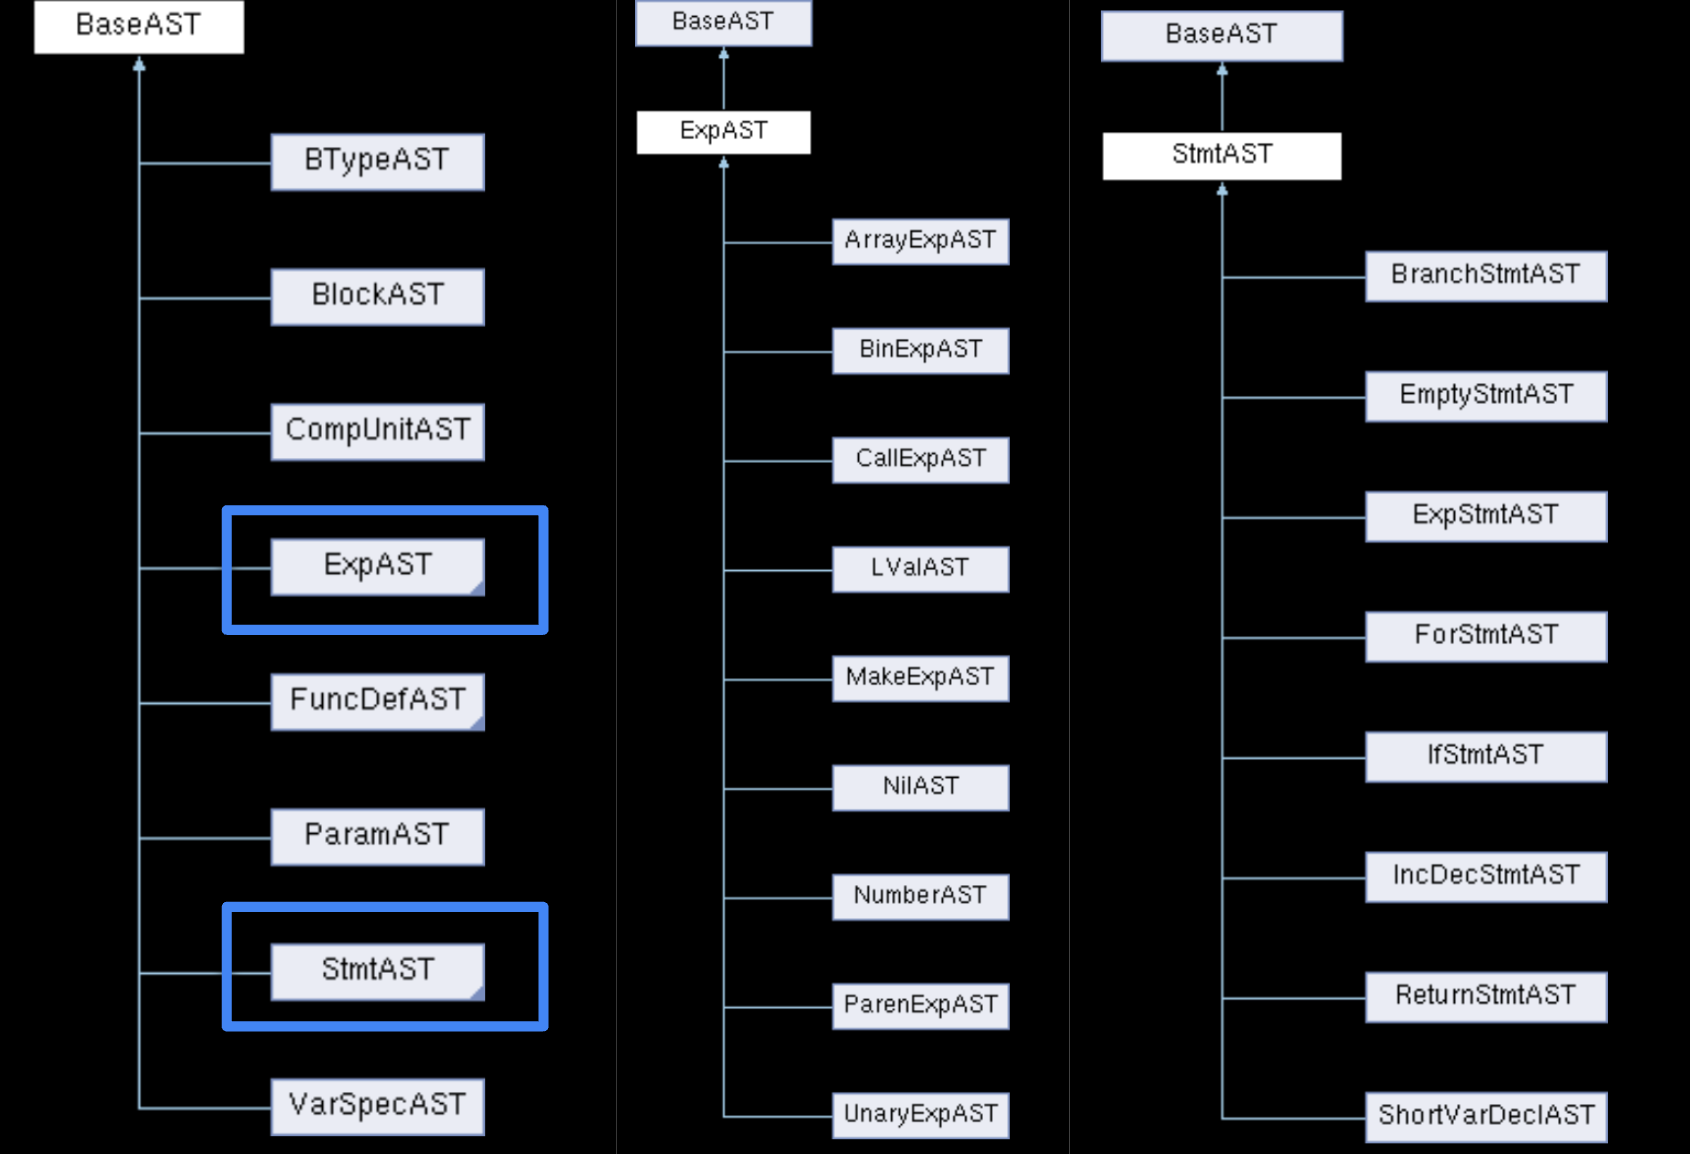 BaseAST
BTypeAST
BlockAST
CompUnitAST
ExpAST
FuncDefAST
ParamAST
StmtAST
VarSpecAST
BaseAST
ExpAST
ArrayExpAST
BinExpAST
CallExpAST
LValAST
MakeExpAST
NilAST
NumberAST
ParenExpAST
UnaryExpAST
BaseAST
StmtAST
BranchStmtAST
EmptyStmtAST
ExpStmtAST
ForStmtAST
IfStmtAST
IncDecStmtAST
ReturnStmtAST
ShortVarDeclAST